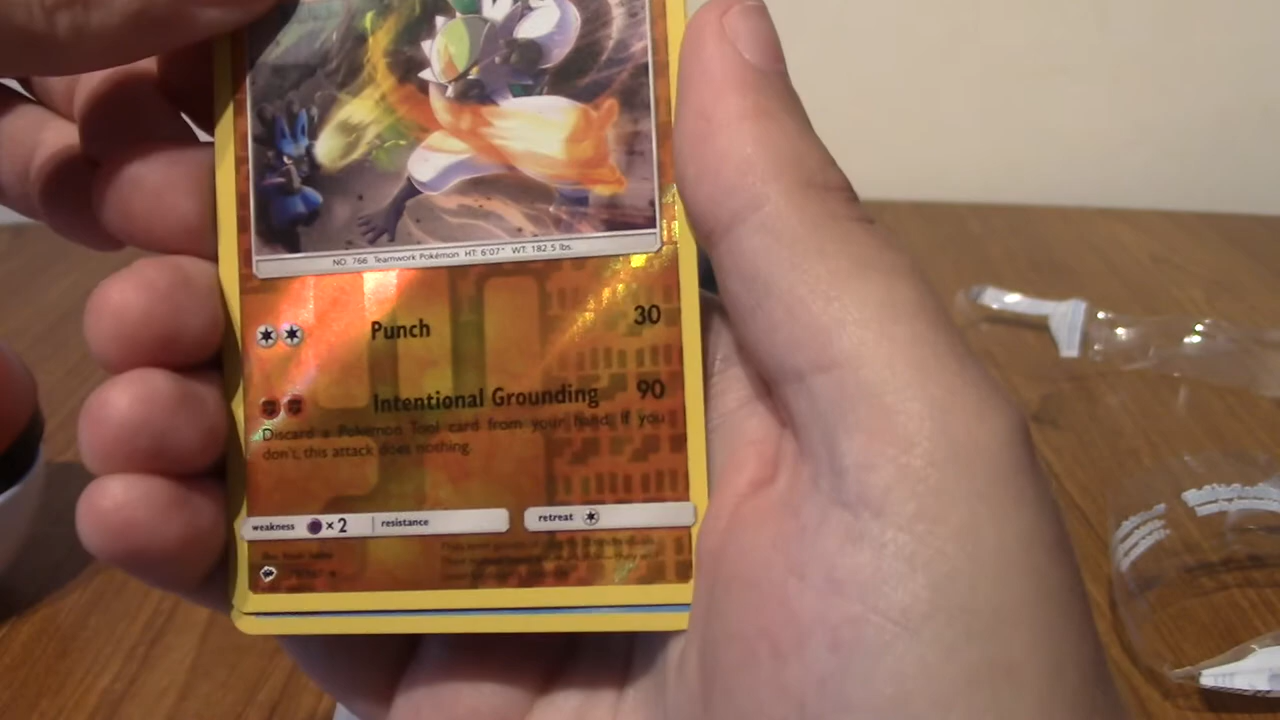 NO. 766 Teamwork Pokémon HT: 6'07" WT: 182.5 lbs.
Punch 30
Intentional Grounding 90
Discard a Pokémon Tool card from your hand. If you
don't, this attack does nothing.
weakness ×2 resistance retreat